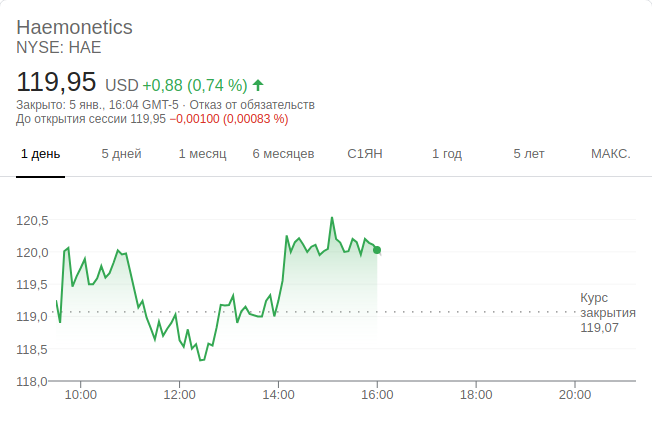 Haemonetics
NYSE: HAE
119,95 USD +0,88 (0,74 %)
Закрыто: 5 янв., 16:04 GMT-5 · Отказ от обязательств
До открытия сессии 119,95 −0,00100 (0,00083 %)
1 день 5 дней 1 месяц 6 месяцев С1ЯН 1 год 5 лет МАКС.
120,5
120,0
119,5
119,0
118,5
118,0
Курс
закрытия
119,07
10:00 12:00 14:00 16:00 18:00 20:00